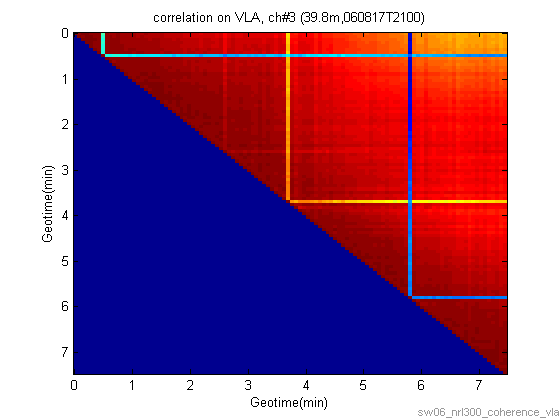 correlation on VLA, ch#3 (39.8m,060817T2100)
0
1
2
3
4
5
6
7
Geotime(min)
0 1 2 3 4 5 6 7
Geotime(min)
sw06_nrl300_coherence_vla